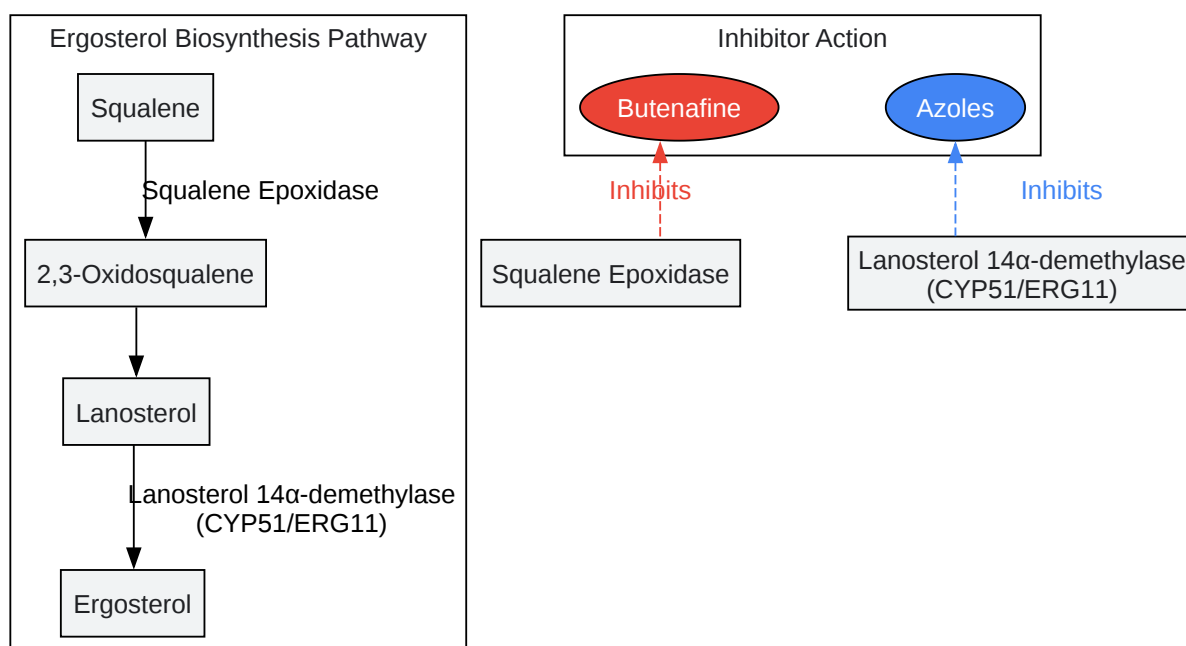 Ergosterol Biosynthesis Pathway
Squalene
Squalene Epoxidase
2,3-Oxidosqualene
Lanosterol
Lanosterol 14α-demethylase
(CYP51/ERG11)
Ergosterol
Inhibitor Action
Butenafine
Azoles
Inhibits
Inhibits
Squalene Epoxidase
Lanosterol 14α-demethylase
(CYP51/ERG11)